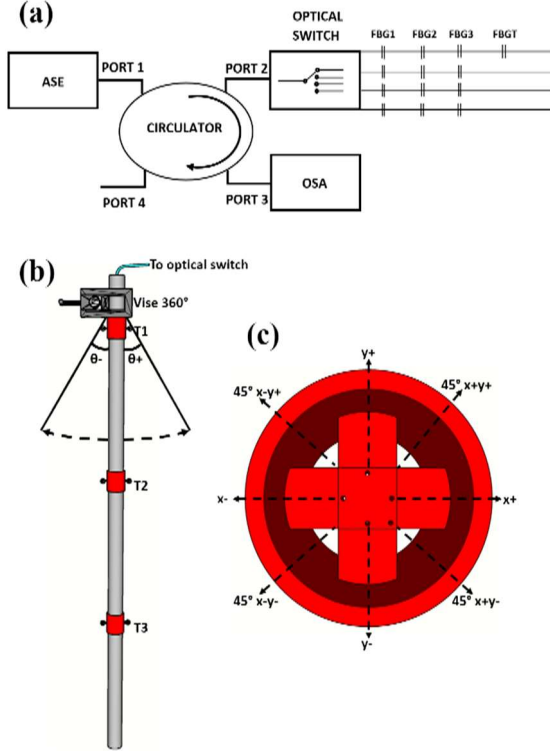 (a)
OPTICAL
SWITCH
FBG1 FBG2 FBG3 FBGT
ASE
PORT 1
PORT 2
CIRCULATOR
OSA
PORT 4
PORT 3
(b)
To optical switch
Vise 360°
T1
θ- θ+
T2
T3
(c)
y+
45° x-y+
45° x+y+
x-
x+
45° x-y-
45° x+y-
y-